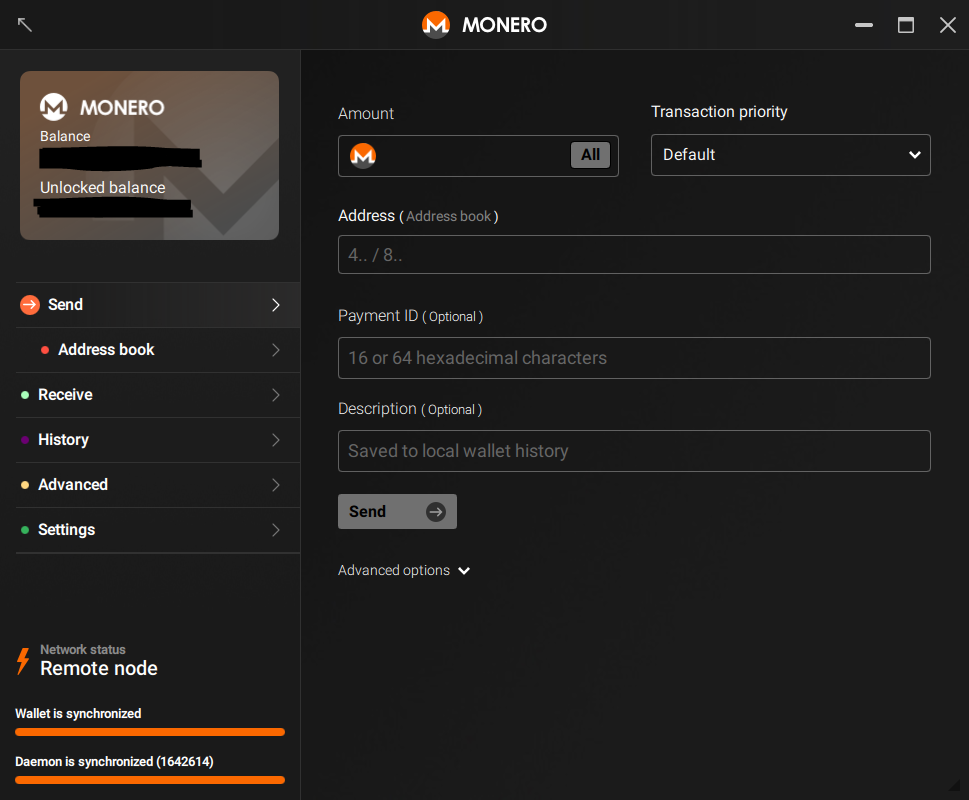 MONERO
MONERO
Balance
Unlocked balance
Send
Address book
Receive
History
Advanced
Settings
Network status
Remote node
Wallet is synchronized
Daemon is synchronized (1642614)
Amount
All
Transaction priority
Default
Address ( Address book )
4.. / 8..
Payment ID ( Optional )
16 or 64 hexadecimal characters
Description ( Optional )
Saved to local wallet history
Send
Advanced options